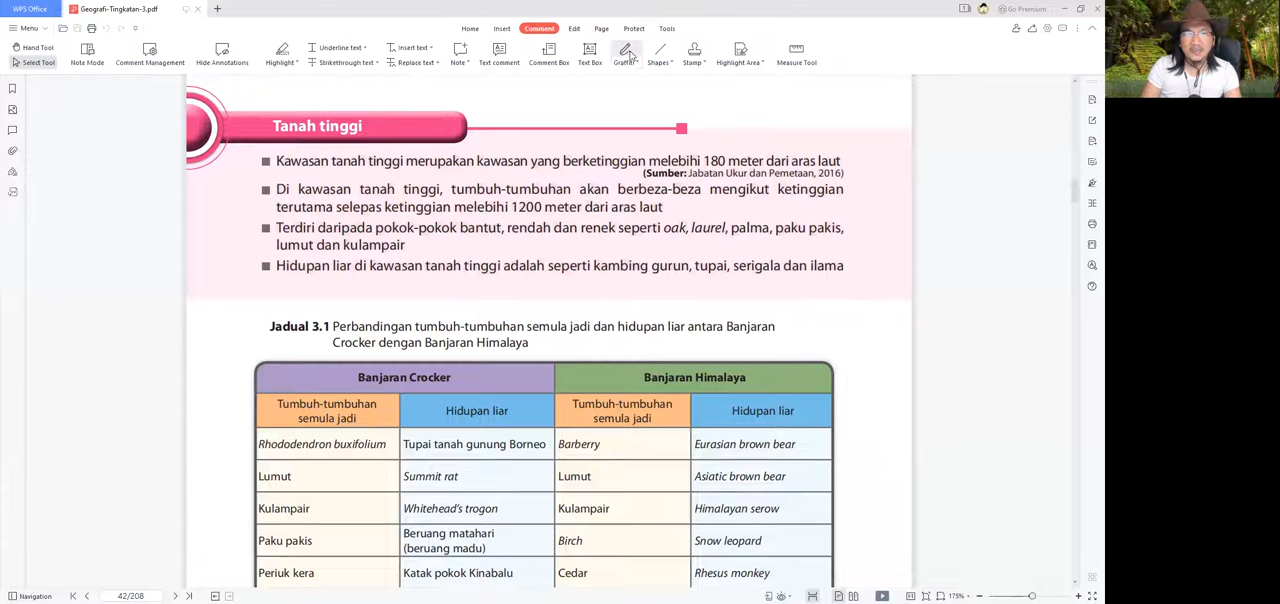 WPS Office Geografi-Tingkatan-3.pdf Go Premium
Menu Home Insert Comment Edit Page Protect Tools
Hand Tool Select Tool Note Mode Comment Management Hide Annotations Highlight Underline text Strikethrough text Insert text Replace text Note Text comment Comment Box Text Box Graffiti Shapes Stamp Highlight Area Measure Tool
Tanah tinggi
Kawasan tanah tinggi merupakan kawasan yang berketinggian melebihi 180 meter dari aras laut
(Sumber: Jabatan Ukur dan Pemetaan, 2016)
Di kawasan tanah tinggi, tumbuh-tumbuhan akan berbeza-beza mengikut ketinggian
terutama selepas ketinggian melebihi 1200 meter dari aras laut
Terdiri daripada pokok-pokok bantut, rendah dan renek seperti oak, laurel, palma, paku pakis,
lumut dan kulampair
Hidupan liar di kawasan tanah tinggi adalah seperti kambing gurun, tupai, serigala dan ilama
Jadual 3.1 Perbandingan tumbuh-tumbuhan semula jadi dan hidupan liar antara Banjaran
Crocker dengan Banjaran Himalaya
Banjaran Crocker Banjaran Himalaya
Tumbuh-tumbuhan semula jadi Hidupan liar Tumbuh-tumbuhan semula jadi Hidupan liar
Rhododendron buxifolium Tupai tanah gunung Borneo Barberry Eurasian brown bear
Lumut Summit rat Lumut Asiatic brown bear
Kulampair Whitehead's trogon Kulampair Himalayan serow
Paku pakis Beruang matahari (beruang madu) Birch Snow leopard
Periuk kera Katak pokok Kinabalu Cedar Rhesus monkey
Navigation 42/208 175%